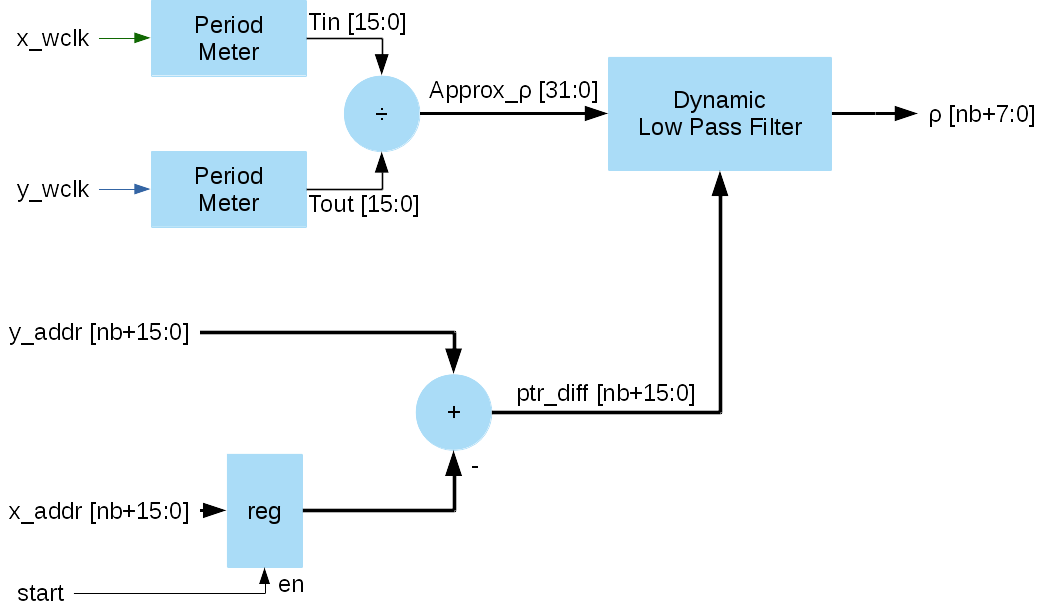 x_wclk
Period
Meter
Tin [15:0]
÷
Approx_ρ [31:0]
Dynamic
Low Pass Filter
ρ [nb+7:0]
y_wclk
Period
Meter
Tout [15:0]
y_addr [nb+15:0]
+
ptr_diff [nb+15:0]
-
x_addr [nb+15:0]
reg
start
en